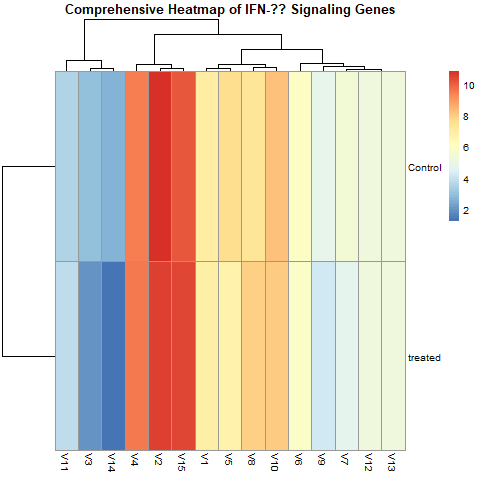 Comprehensive Heatmap of IFN-?? Signaling Genes
10
8
6
4
2
Control
treated
V11
V3
V14
V4
V2
V15
V1
V5
V8
V10
V6
V9
V7
V12
V13